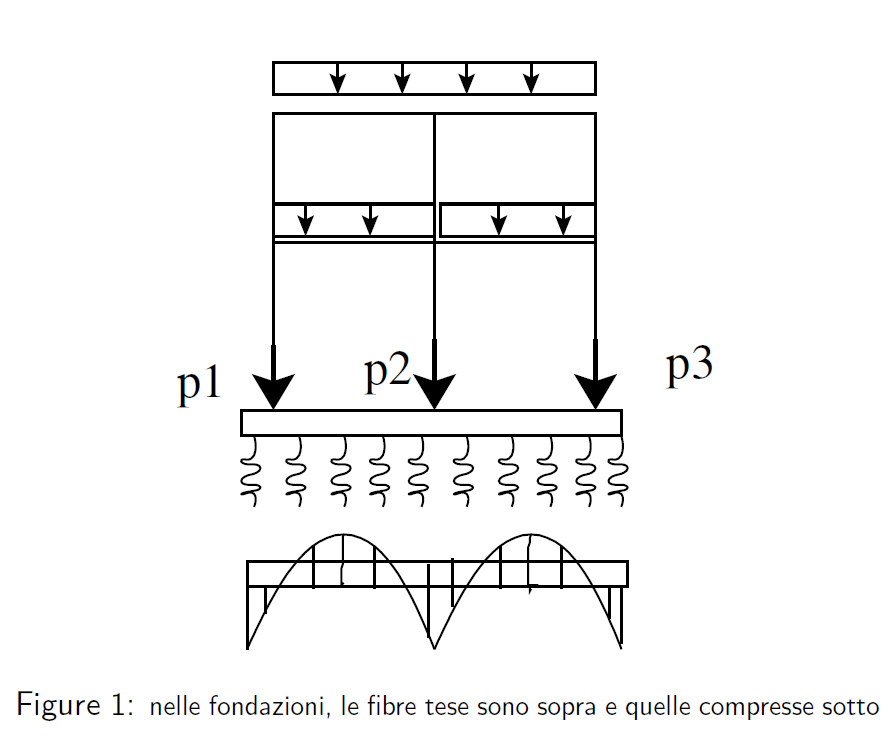 p1
p2
p3
Figure 1: nelle fondazioni, le fibre tese sono sopra e quelle compresse sotto